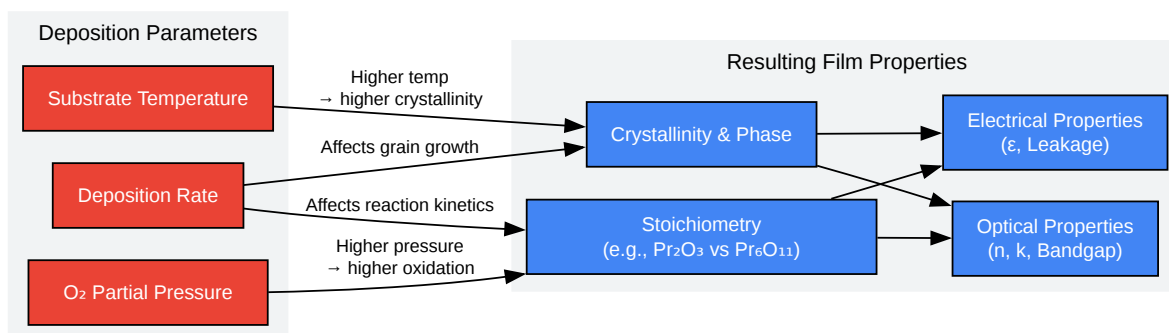 Deposition Parameters
Substrate Temperature
Deposition Rate
O₂ Partial Pressure
Higher temp
→ higher crystallinity
Affects grain growth
Affects reaction kinetics
Higher pressure
→ higher oxidation
Resulting Film Properties
Crystallinity & Phase
Stoichiometry
(e.g., Pr₂O₃ vs Pr₆O₁₁)
Electrical Properties
(ε, Leakage)
Optical Properties
(n, k, Bandgap)